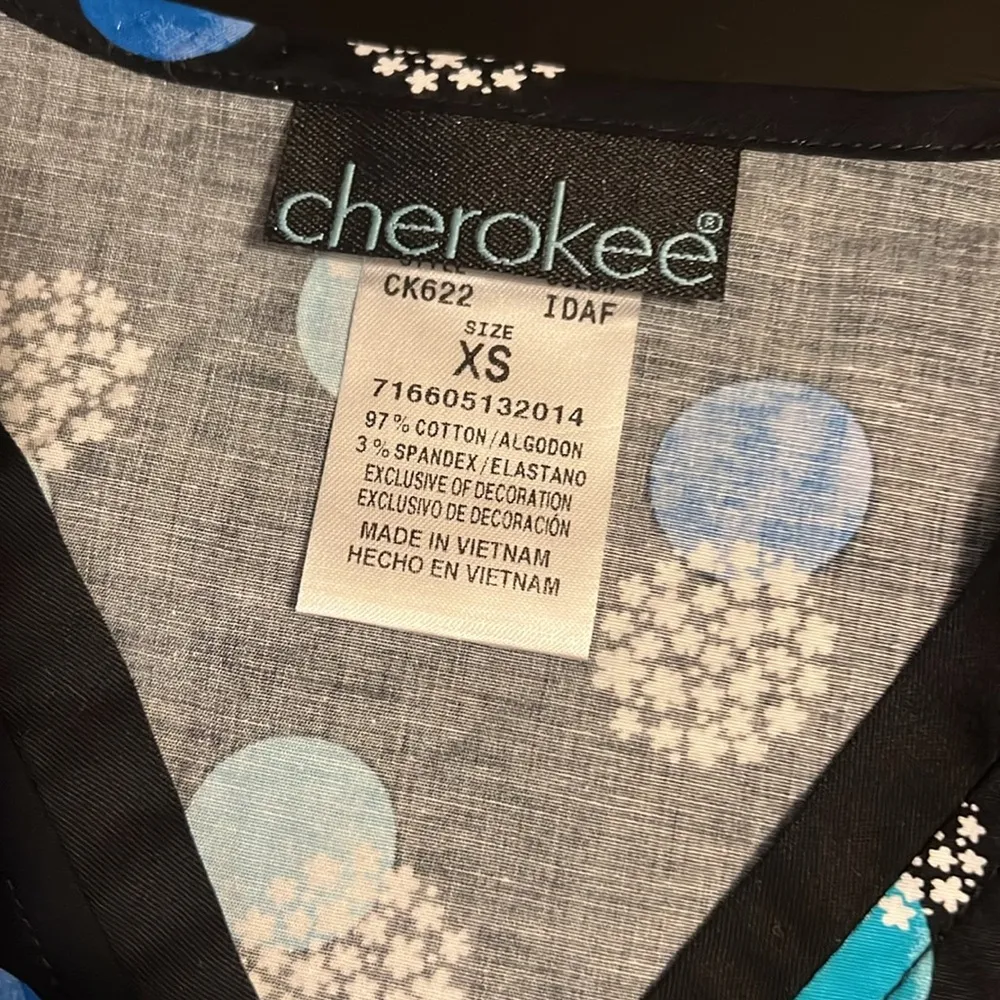 cherokee®
CK622 IDAF
SIZE
XS
716605132014
97% COTTON/ALGODON
3% SPANDEX/ELASTANO
EXCLUSIVE OF DECORATION
EXCLUSIVO DE DECORACIÓN
MADE IN VIETNAM
HECHO EN VIETNAM